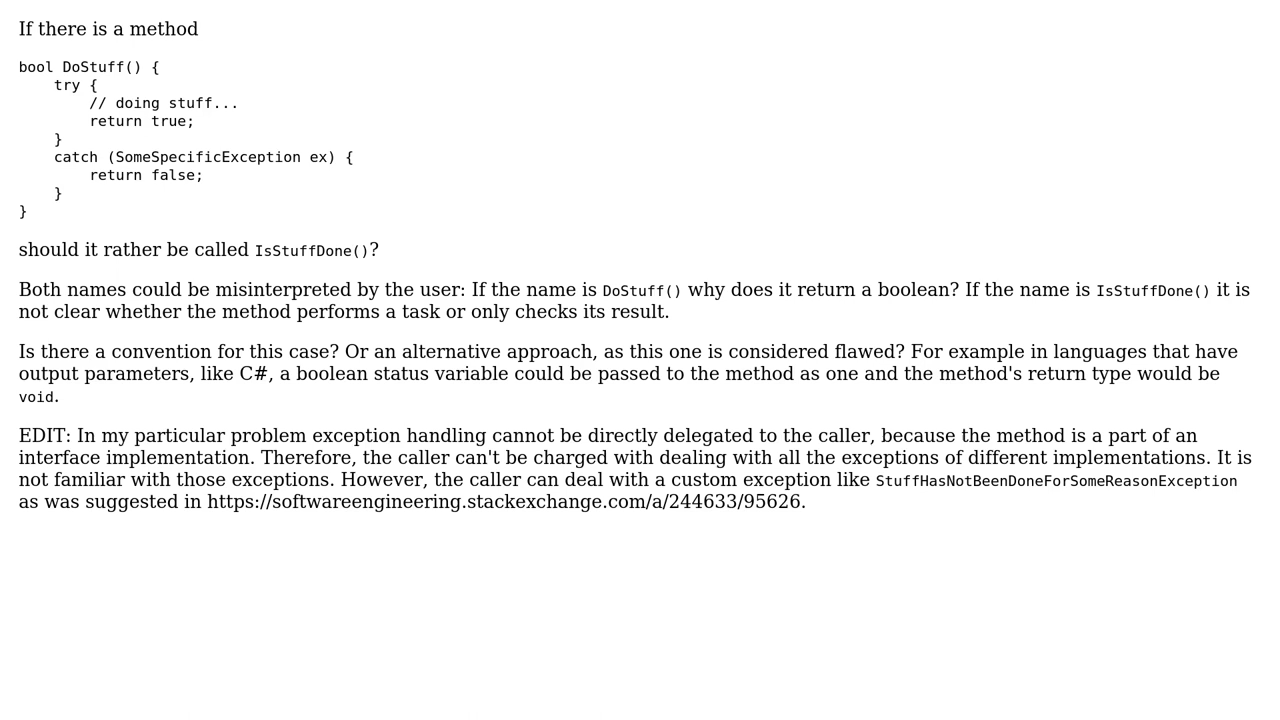 If there is a method
bool DoStuff() {
    try {
        // doing stuff...
        return true;
    }
    catch (SomeSpecificException ex) {
        return false;
    }
}
should it rather be called IsStuffDone()?
Both names could be misinterpreted by the user: If the name is DoStuff() why does it return a boolean? If the name is IsStuffDone() it is
not clear whether the method performs a task or only checks its result.
Is there a convention for this case? Or an alternative approach, as this one is considered flawed? For example in languages that have
output parameters, like C#, a boolean status variable could be passed to the method as one and the method's return type would be
void.
EDIT: In my particular problem exception handling cannot be directly delegated to the caller, because the method is a part of an
interface implementation. Therefore, the caller can't be charged with dealing with all the exceptions of different implementations. It is
not familiar with those exceptions. However, the caller can deal with a custom exception like StuffHasNotBeenDoneForSomeReasonException
as was suggested in https://softwareengineering.stackexchange.com/a/244633/95626.